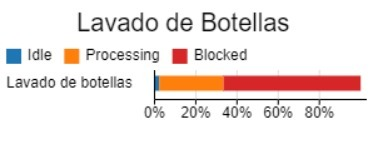 Lavado de Botellas
Idle Processing Blocked
Lavado de botellas
0% 20% 40% 60% 80%